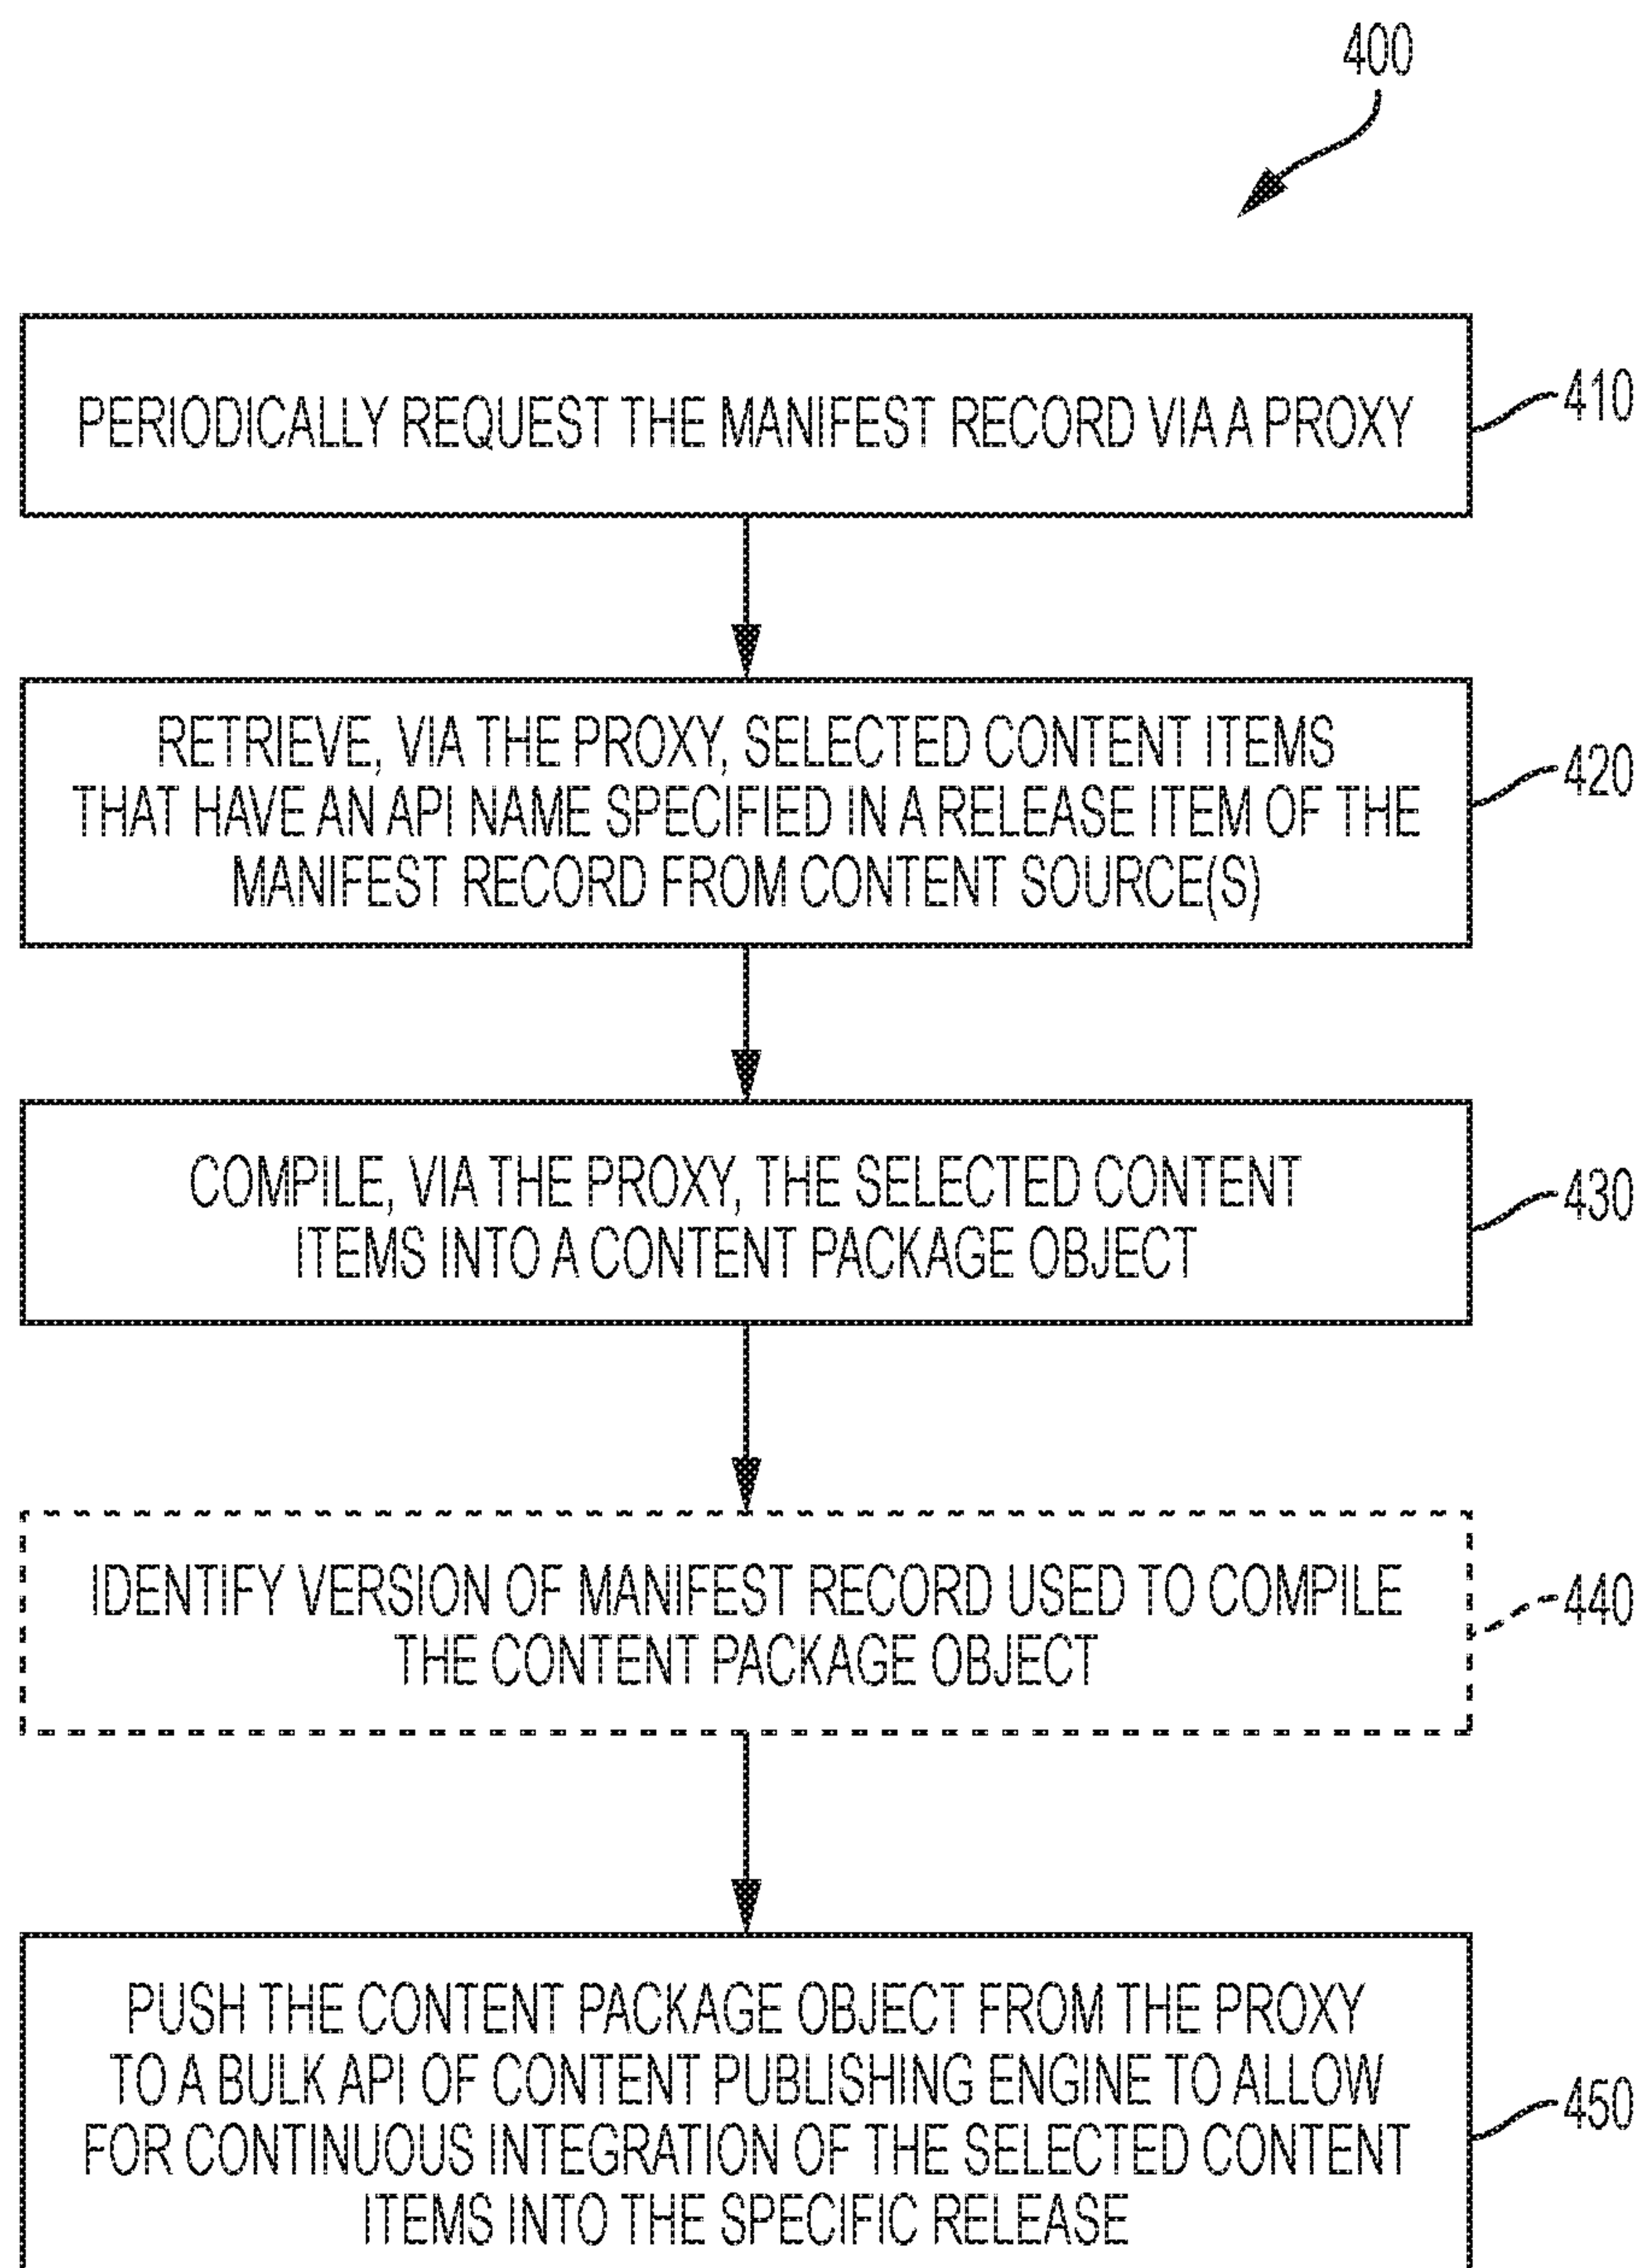 400
PERIODICALLY REQUEST THE MANIFEST RECORD VIA A PROXY
410
RETRIEVE, VIA THE PROXY, SELECTED CONTENT ITEMS
THAT HAVE AN API NAME SPECIFIED IN A RELEASE ITEM OF THE
MANIFEST RECORD FROM CONTENT SOURCE(S)
420
COMPILE, VIA THE PROXY, THE SELECTED CONTENT
ITEMS INTO A CONTENT PACKAGE OBJECT
430
IDENTIFY VERSION OF MANIFEST RECORD USED TO COMPILE
THE CONTENT PACKAGE OBJECT
440
PUSH THE CONTENT PACKAGE OBJECT FROM THE PROXY
TO A BULK API OF CONTENT PUBLISHING ENGINE TO ALLOW
FOR CONTINUOUS INTEGRATION OF THE SELECTED CONTENT
ITEMS INTO THE SPECIFIC RELEASE
450